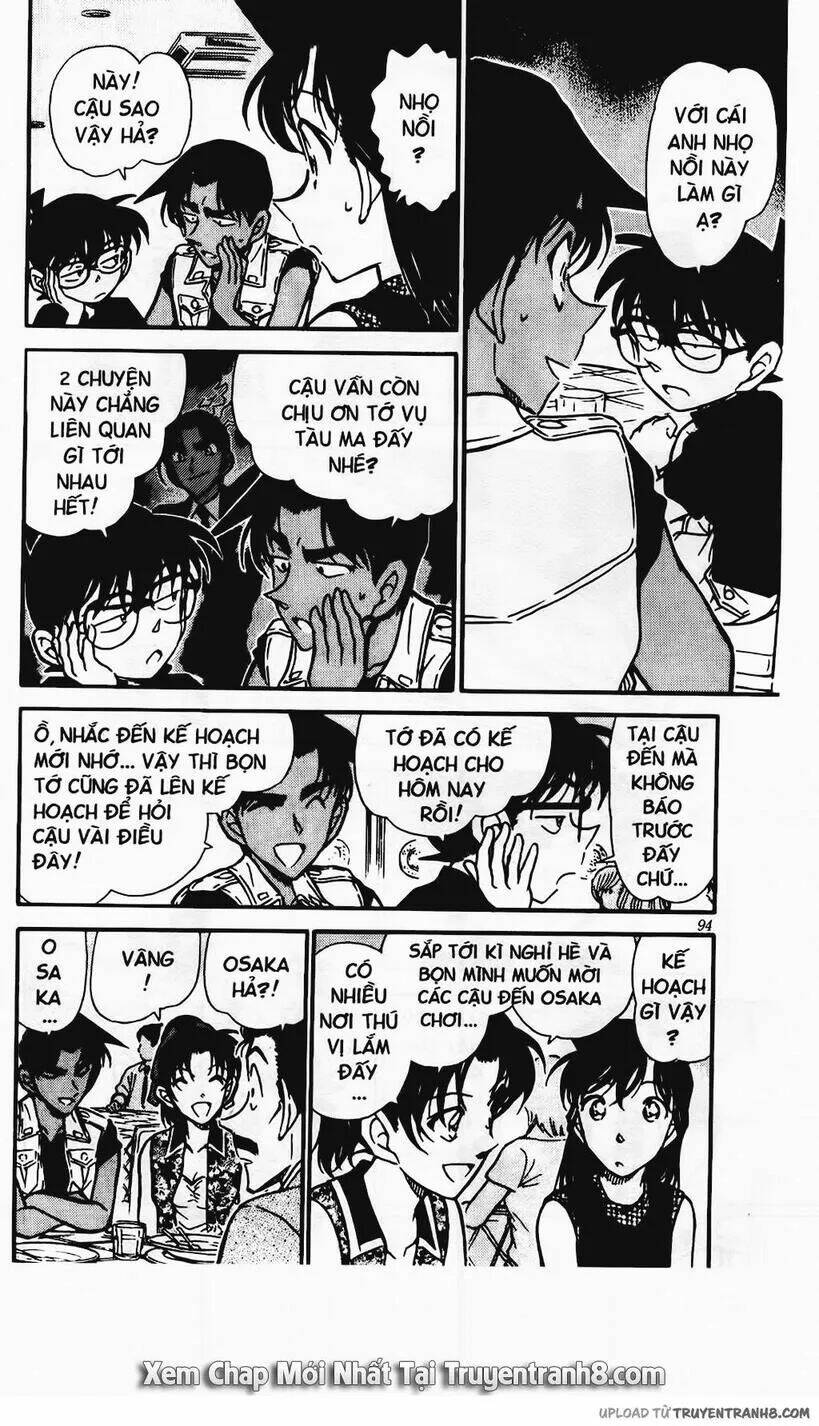 VỚI CÁI
ANH NHỌ
NỒI NÀY
LÀM GÌ
Ạ?
NHỌ
NỒI
?
NÀY!
CẬU SAO
VẬY HẢ?
CẬU VẪN CÒN
CHỊU ƠN TỚ VỤ
TÀU MA ĐẤY
NHÉ?
2 CHUYỆN
NÀY CHẲNG
LIÊN QUAN
GÌ TỚI
NHAU
HẾT!
TẠI CẬU
ĐẾN MÀ
KHÔNG
BÁO
TRƯỚC
ĐẤY
CHỨ...
TỚ ĐÃ CÓ KẾ
HOẠCH CHO
HÔM NAY
RỒI!
Ồ, NHẮC ĐẾN KẾ HOẠCH
MỚI NHỚ... VẬY THÌ BỌN
TỚ CŨNG ĐÃ LÊN KẾ
HOẠCH ĐỂ HỎI
CẬU VÀI ĐIỀU
ĐÂY!
94
KẾ
HOẠCH
GÌ VẬY
?
SẮP TỚI KÌ NGHỈ HÈ VÀ
BỌN MÌNH MUỐN MỜI
CÁC CẬU ĐẾN OSAKA
CHƠI...
CÓ
NHIỀU
NƠI THÚ
VỊ LẮM
ĐẤY
...
OSAKA
HẢ?!
VÂNG
!
O
SA
KA
...
Xem Chap Mới Nhất Tại Truyentranh8.com
UPLOAD TỪ TRUYENTRANH8.COM